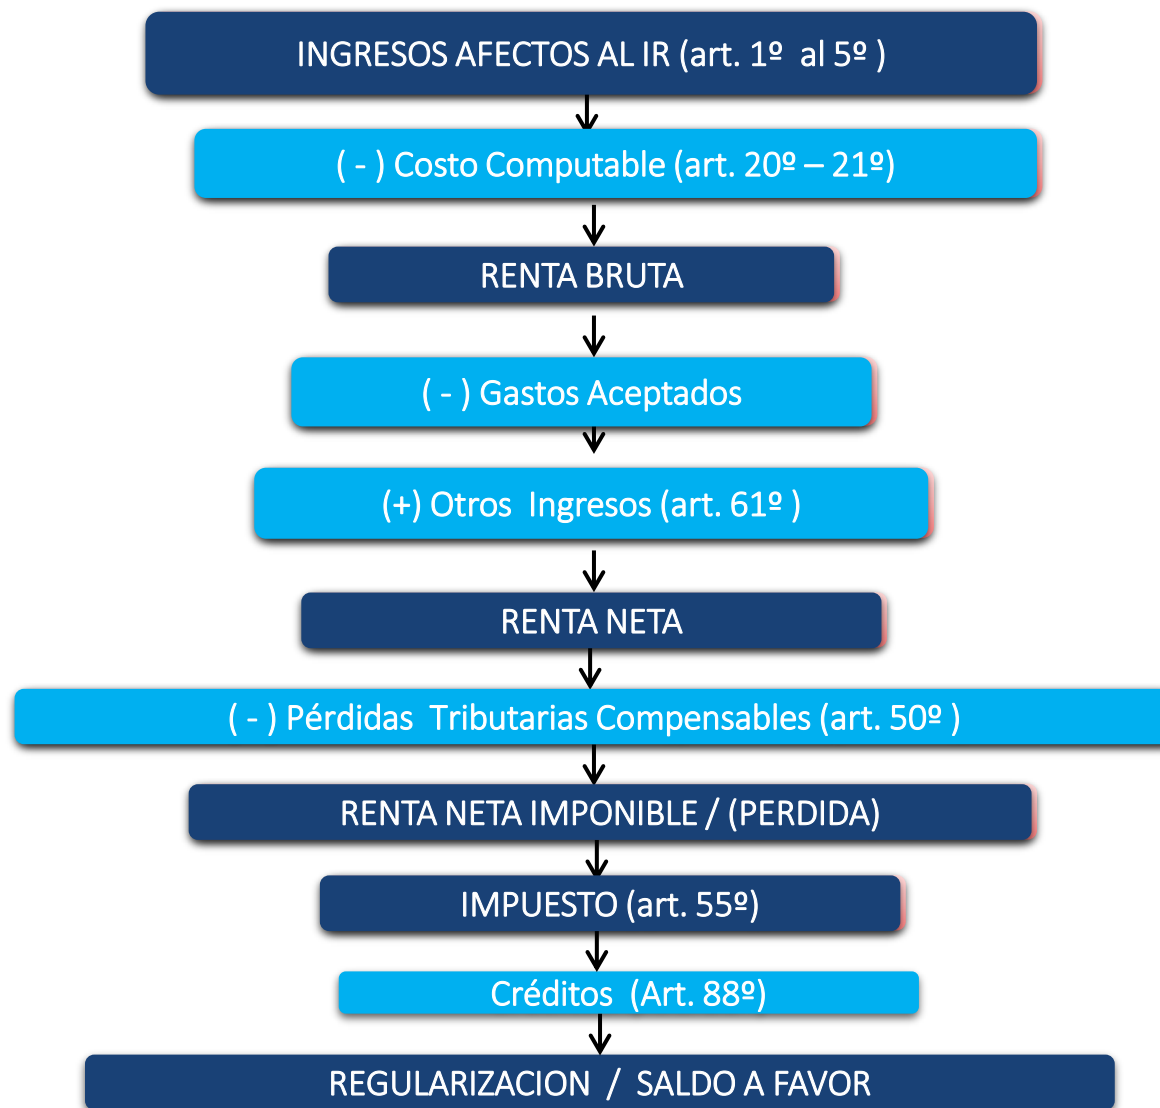 INGRESOS AFECTOS AL IR (art. 1º al 5º )
( - ) Costo Computable (art. 20º – 21º)
RENTA BRUTA
( - ) Gastos Aceptados
(+) Otros Ingresos (art. 61º )
RENTA NETA
( - ) Pérdidas Tributarias Compensables (art. 50º )
RENTA NETA IMPONIBLE / (PERDIDA)
IMPUESTO (art. 55º)
Créditos (Art. 88º)
REGULARIZACION / SALDO A FAVOR